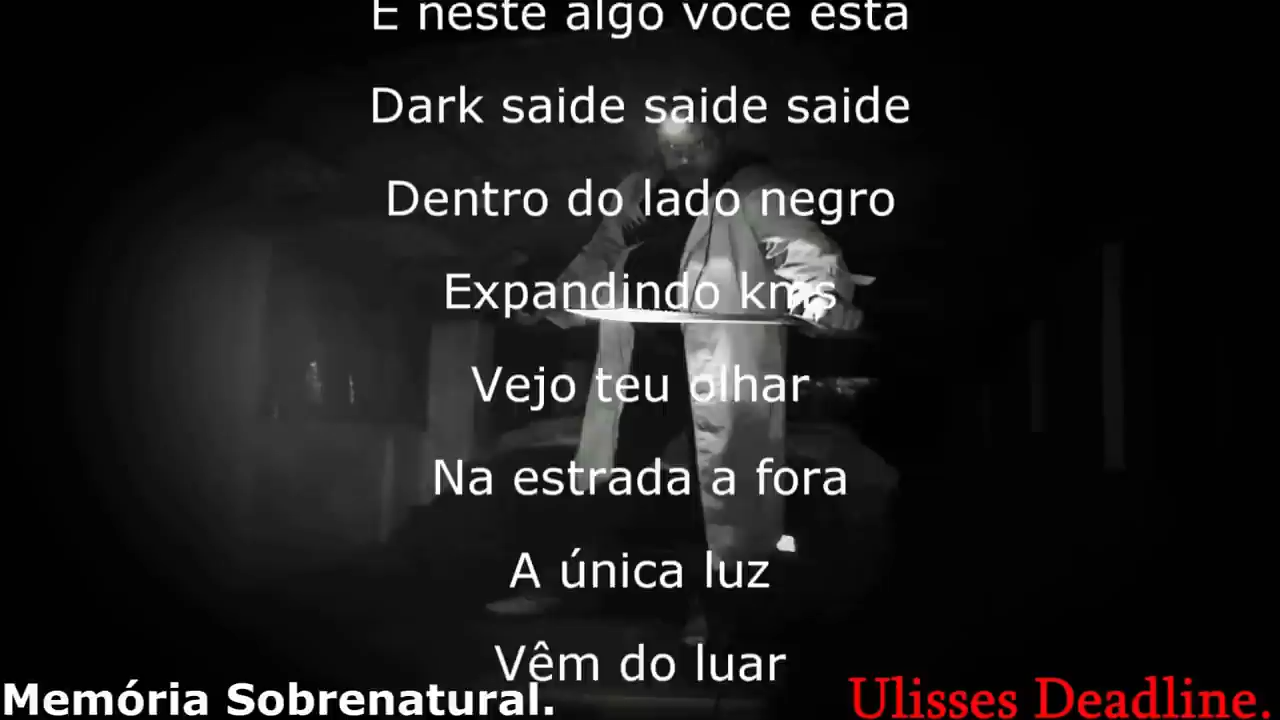 E neste algo você está
Dark saide saide saide
Dentro do lado negro
Expandindo kms
Vejo teu olhar
Na estrada a fora
A única luz
Vêm do luar
Memória Sobrenatural.
Ulisses Deadline.